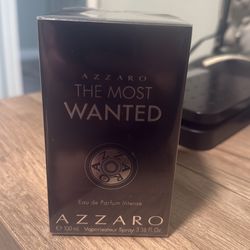 AZZARO
THE MOST
WANTED
Eau de Parfum Intense
AZZARO
e 100 mL Vaporisateur Spray 3.38 Fl. Oz.